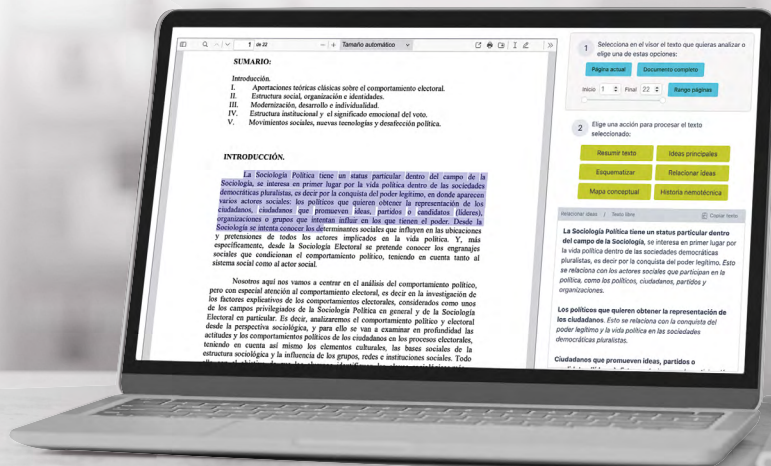 1 de 22
Tamaño automático
SUMARIO:
Introducción.
I. Aportaciones teóricas clásicas sobre el comportamiento electoral.
II. Estructura social, organización e identidades.
III. Modernización, desarrollo e individualidad.
IV. Estructura institucional y el significado emocional del voto.
V. Movimientos sociales, nuevas tecnologías y desafección política.
INTRODUCCIÓN.
La Sociología Política tiene un status particular dentro del campo de la
Sociología, se interesa en primer lugar por la vida política dentro de las sociedades
democráticas pluralistas, es decir por la conquista del poder legítimo, en donde aparecen
varios actores sociales: los políticos que quieren obtener la representación de los
ciudadanos, ciudadanos que promueven ideas, partidos o candidatos (líderes),
organizaciones o grupos que intentan influir en los que tienen el poder. Desde la
Sociología se intenta conocer los determinantes sociales que influyen en las ubicaciones
y pretensiones de todos los actores implicados en la vida política. Y, más
específicamente, desde la Sociología Electoral se pretende conocer los engranajes
sociales que condicionan el comportamiento político, teniendo en cuenta tanto al
sistema social como al actor social.
Nosotros aquí nos vamos a centrar en el análisis del comportamiento político,
pero con especial atención al comportamiento electoral, es decir en la investigación de
los factores explicativos de los comportamientos electorales, considerados como unos
de los campos privilegiados de la Sociología Política en general y de la Sociología
Electoral en particular. Es decir, analizaremos el comportamiento político y electoral
desde la perspectiva sociológica, y para ello se van a examinar en profundidad las
actitudes y los comportamientos políticos de los ciudadanos en los procesos electorales,
teniendo en cuenta así mismo los elementos culturales, las bases sociales de la
estructura sociológica y la influencia de los grupos, redes e instituciones sociales. Todo
1 Selecciona en el visor el texto que quieras analizar o
elige una de estas opciones:
Página actual Documento completo
Inicio 1 Final 22 Rango páginas
2 Elige una acción para procesar el texto
seleccionado:
Resumir texto Ideas principales
Esquematizar Relacionar ideas
Mapa conceptual Historia nemotécnica
Relacionar ideas / Texto libre Copiar texto
La Sociología Política tiene un status particular dentro
del campo de la Sociología, se interesa en primer lugar por
la vida política dentro de las sociedades democráticas
pluralistas, es decir por la conquista del poder legítimo. Esto
se relaciona con los actores sociales que participan en la
política, como los políticos, ciudadanos, partidos y
organizaciones.
Los políticos que quieren obtener la representación de
los ciudadanos. Esto se relaciona con la conquista del
poder legítimo y la vida política en las sociedades
democráticas pluralistas.
Ciudadanos que promueven ideas, partidos o